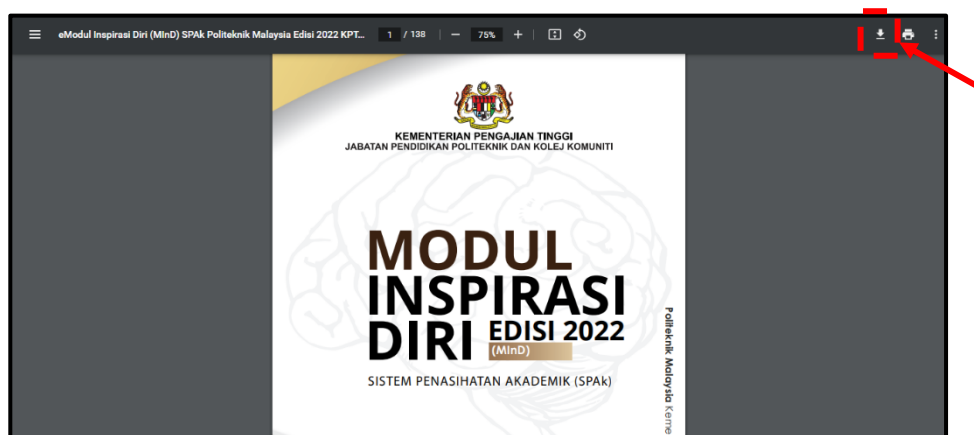 eModul Inspirasi Diri (MInD) SPAk Politeknik Malaysia Edisi 2022 KPT... 1 / 138 75%
KEMENTERIAN PENGAJIAN TINGGI
JABATAN PENDIDIKAN POLITEKNIK DAN KOLEJ KOMUNITI
MODUL
INSPIRASI
DIRI EDISI 2022
(MInD)
SISTEM PENASIHATAN AKADEMIK (SPAk)
Politeknik Malaysia Keme